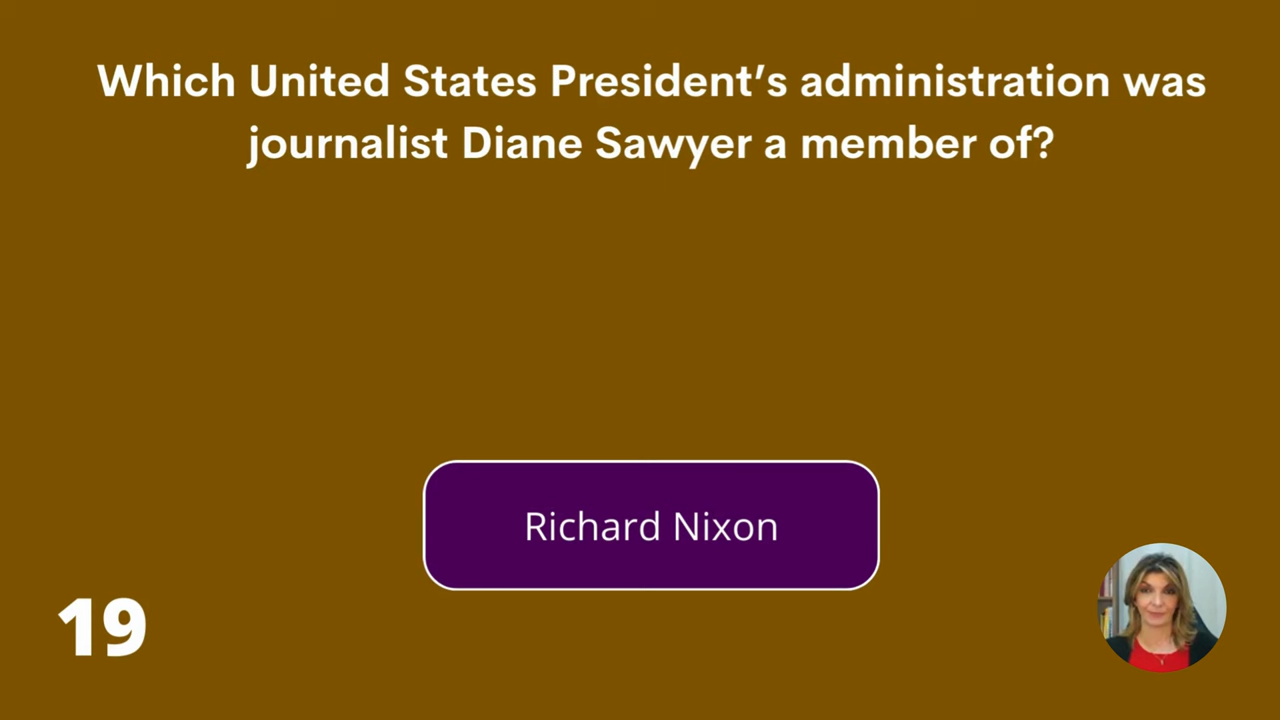 Which United States President’s administration was
journalist Diane Sawyer a member of?
Richard Nixon
19